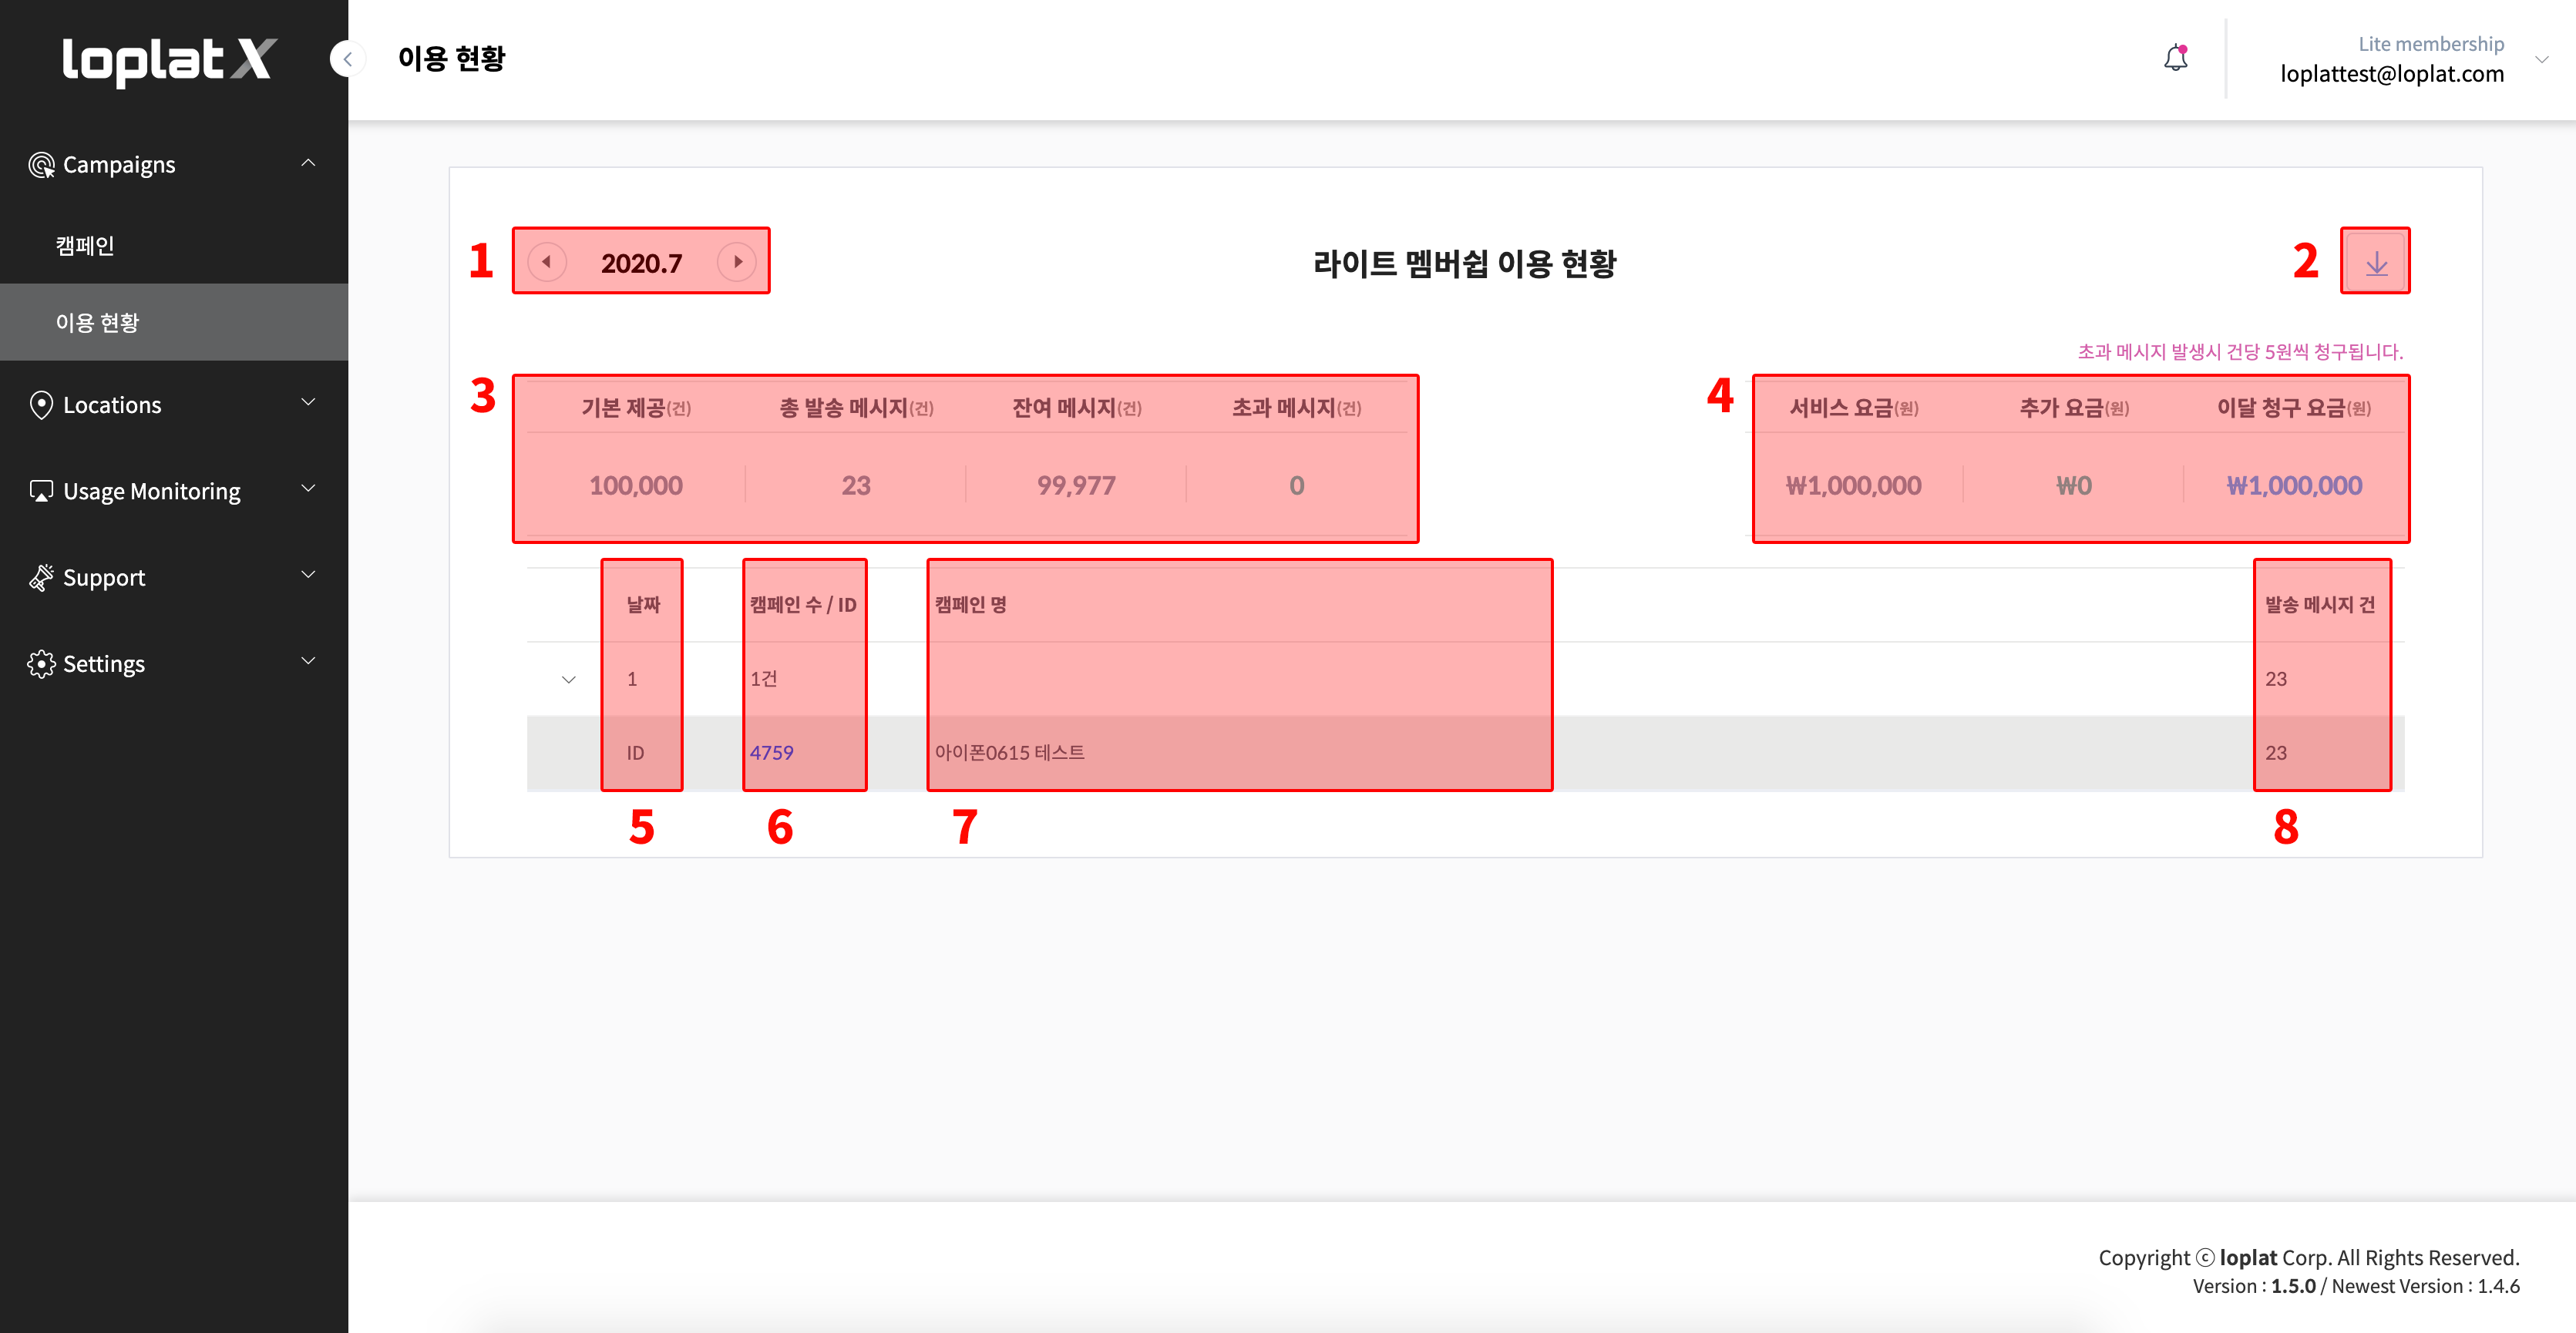 loplat X
Campaigns
캠페인
이용 현황
Locations
Usage Monitoring
Support
Settings
이용 현황
Lite membership
loplattest@loplat.com
1
2020.7
라이트 멤버쉽 이용 현황
2
초과 메시지 발생시 건당 5원씩 청구됩니다.
3
기본 제공(건) 총 발송 메시지(건) 잔여 메시지(건) 초과 메시지(건)
100,000 23 99,977 0
4
서비스 요금(원) 추가 요금(원) 이달 청구 요금(원)
₩1,000,000 ₩0 ₩1,000,000
날짜 캠페인 수 / ID 캠페인 명 발송 메시지 건
1 1건 23
ID 4759 아이폰0615 테스트 23
5 6 7 8
Copyright ⓒ loplat Corp. All Rights Reserved.
Version : 1.5.0 / Newest Version : 1.4.6